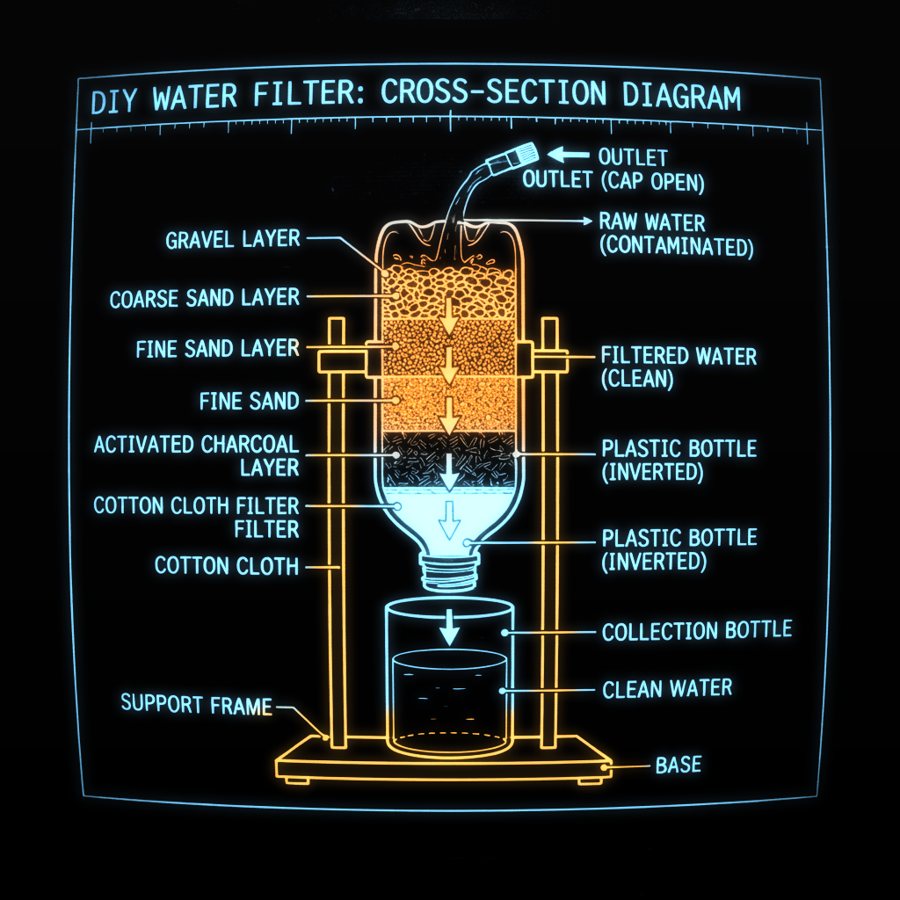 DIY WATER FILTER: CROSS-SECTION DIAGRAM
OUTLET
OUTLET (CAP OPEN)
RAW WATER
(CONTAMINATED)
GRAVEL LAYER
COARSE SAND LAYER
FINE SAND LAYER
FINE SAND
ACTIVATED CHARCOAL
LAYER
COTTON CLOTH FILTER
FILTER
COTTON CLOTH
SUPPORT FRAME
FILTERED WATER
(CLEAN)
PLASTIC BOTTLE
(INVERTED)
PLASTIC BOTTLE
(INVERTED)
COLLECTION BOTTLE
CLEAN WATER
BASE